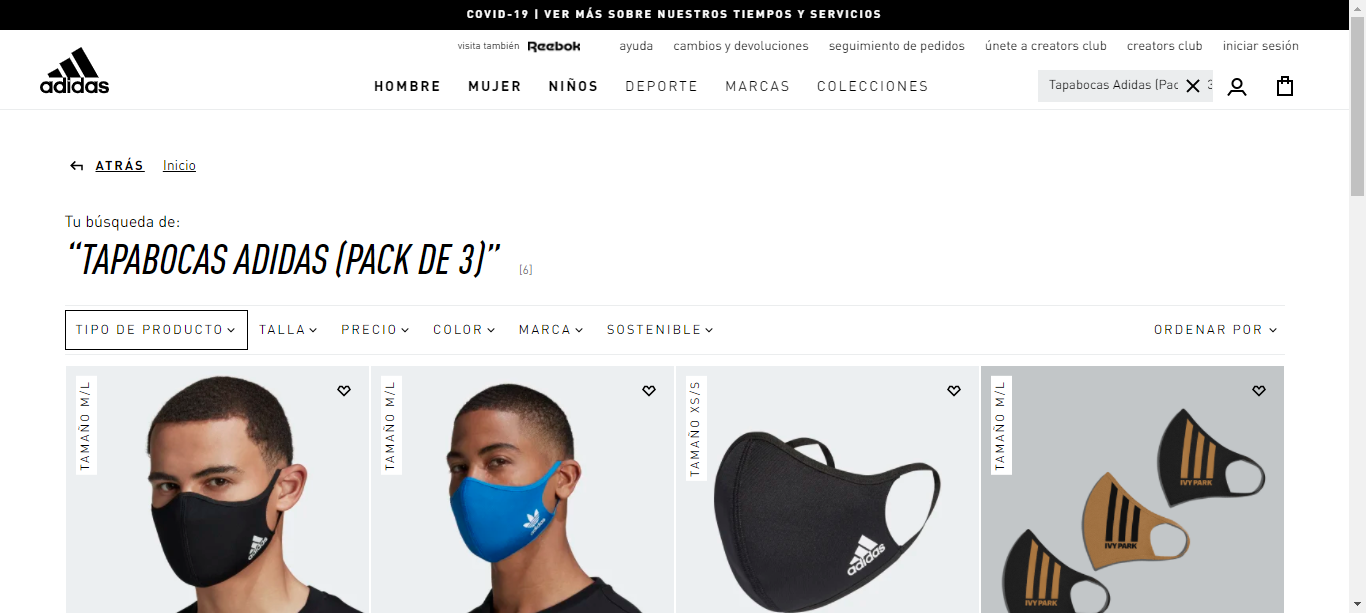 COVID-19 | VER MÁS SOBRE NUESTROS TIEMPOS Y SERVICIOS
visita también Reebok ayuda cambios y devoluciones seguimiento de pedidos únete a creators club creators club iniciar sesión
adidas
HOMBRE MUJER NIÑOS DEPORTE MARCAS COLECCIONES Tapabocas Adidas (Pac 3
ATRÁS Inicio
Tu búsqueda de:
“TAPABOCAS ADIDAS (PACK DE 3)” [6]
TIPO DE PRODUCTO TALLA PRECIO COLOR MARCA SOSTENIBLE ORDENAR POR
TAMAÑO M/L
adidas
TAMAÑO M/L
adidas
TAMAÑO XS/S
adidas
TAMAÑO M/L
IVY PARK
IVY PARK
IVY PARK